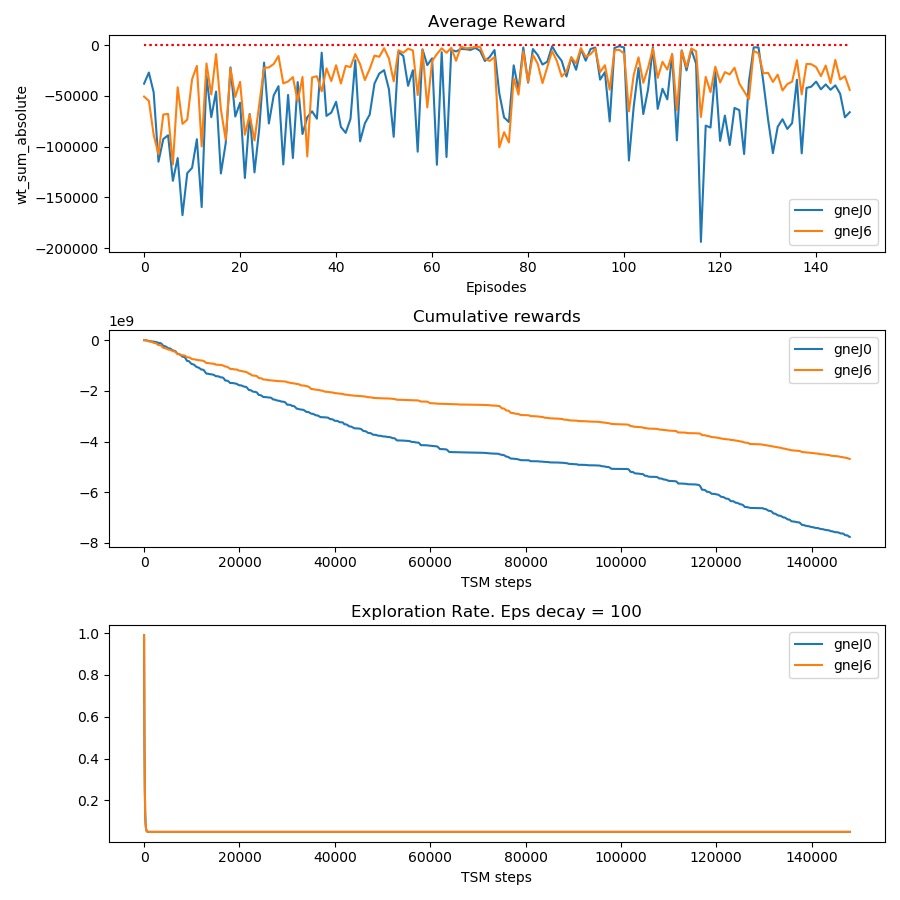 Average Reward
0
−50000
−100000
−150000
−200000
wt_sum_absolute
gneJ0
gneJ6
0 20 40 60 80 100 120 140
Episodes
Cumulative rewards
1e9
0
−2
−4
−6
−8
gneJ0
gneJ6
0 20000 40000 60000 80000 100000 120000 140000
TSM steps
Exploration Rate. Eps decay = 100
1.0
0.8
0.6
0.4
0.2
gneJ0
gneJ6
0 20000 40000 60000 80000 100000 120000 140000
TSM steps